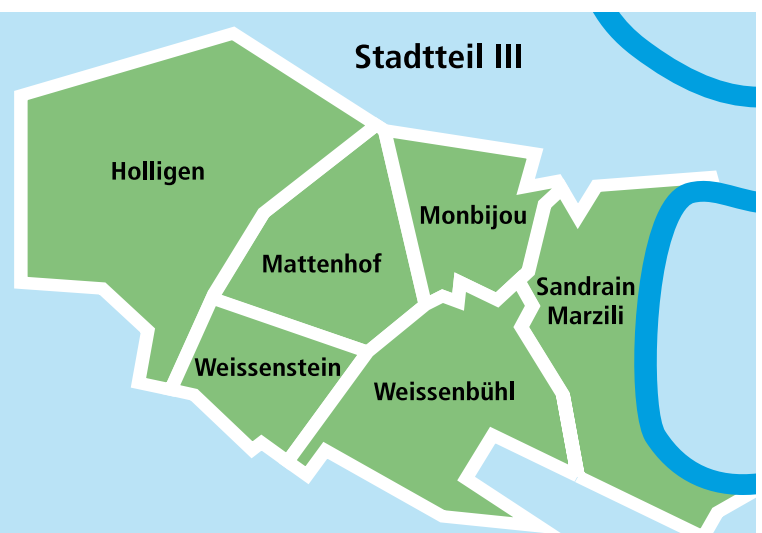 Stadtteil III
Holligen
Monbijou
Mattenhof
Sandrain
Marzili
Weissenstein
Weissenbühl